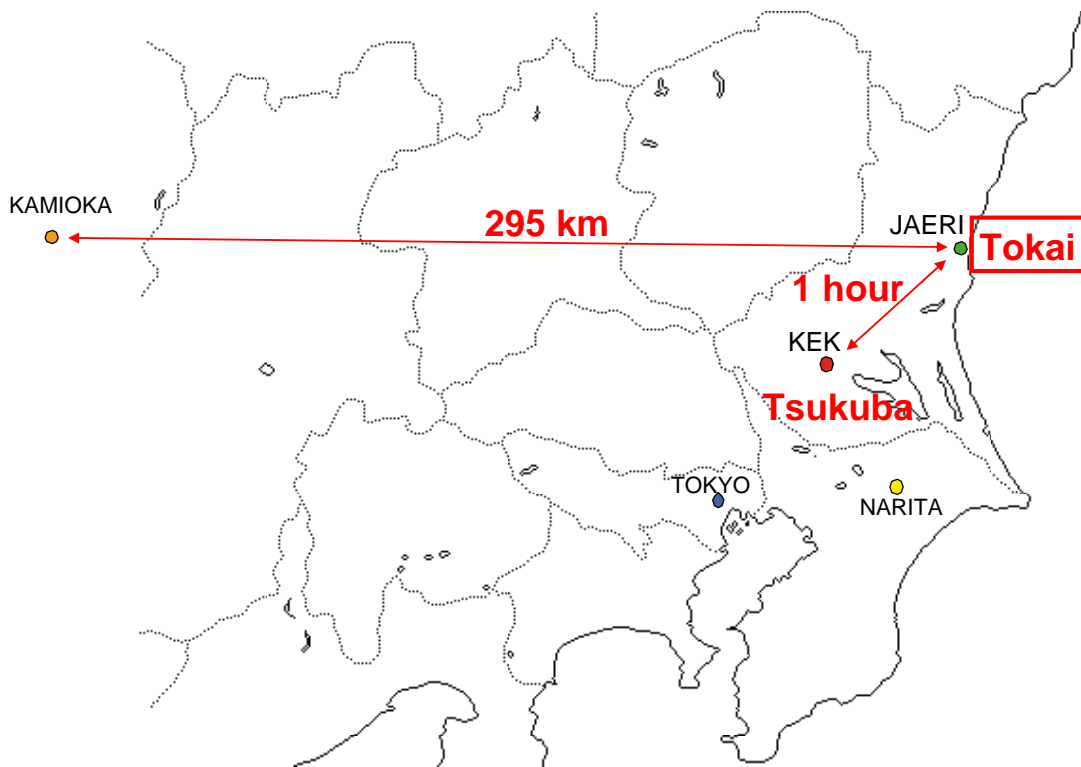 KAMIOKA
295 km
JAERI
Tokai
1 hour
KEK
Tsukuba
TOKYO
NARITA